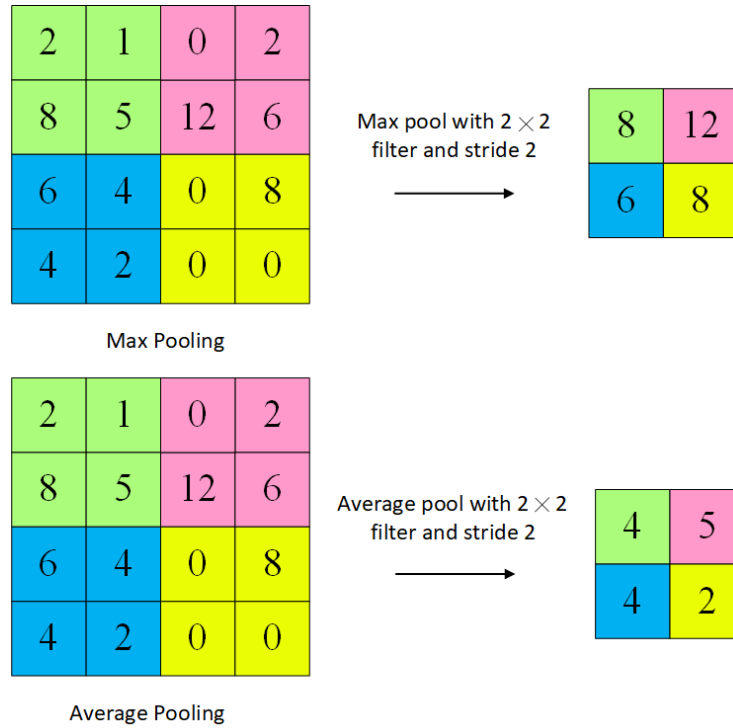 2 1 0 2
8 5 12 6
6 4 0 8
4 2 0 0
Max pool with 2 × 2
filter and stride 2
8 12
6 8
Max Pooling
2 1 0 2
8 5 12 6
6 4 0 8
4 2 0 0
Average pool with 2 × 2
filter and stride 2
4 5
4 2
Average Pooling